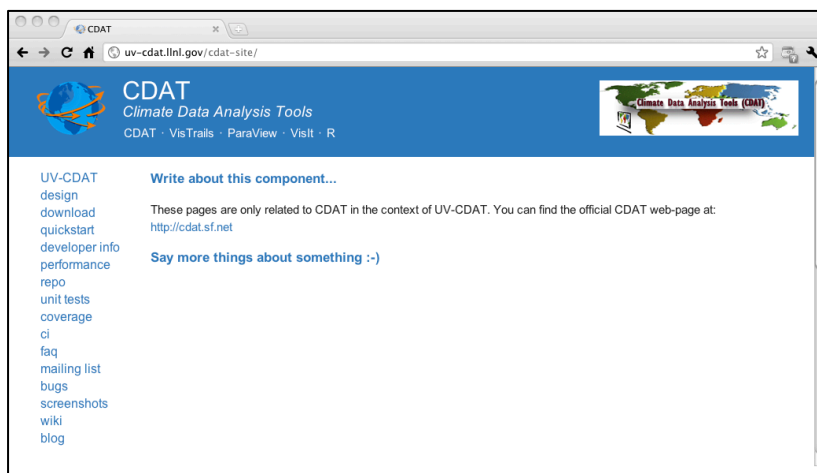 CDAT
uv-cdat.llnl.gov/cdat-site/
CDAT
Climate Data Analysis Tools
CDAT · VisTrails · ParaView · VisIt · R
Climate Data Analysis Tools (CDAT)
UV-CDAT
design
download
quickstart
developer info
performance
repo
unit tests
coverage
ci
faq
mailing list
bugs
screenshots
wiki
blog
Write about this component...
These pages are only related to CDAT in the context of UV-CDAT. You can find the official CDAT web-page at:
http://cdat.sf.net
Say more things about something :-)